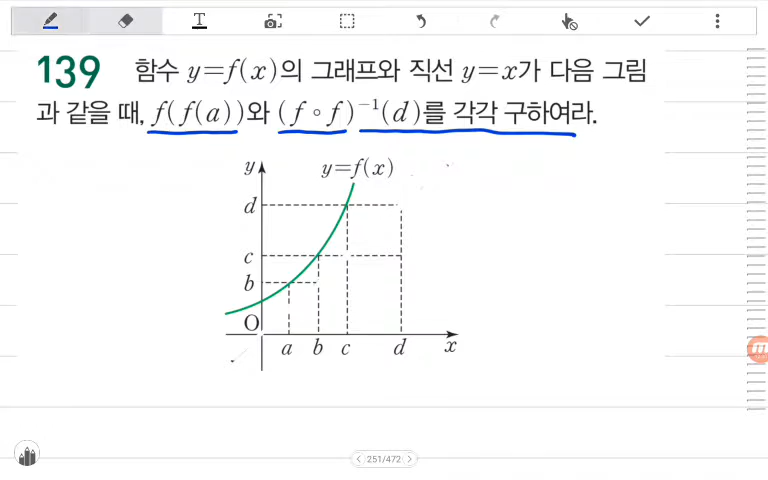 T
139 함수 y=f(x)의 그래프와 직선 y=x가 다음 그림
과 같을 때, f(f(a))와 (f∘f)⁻¹(d)를 각각 구하여라.
y y=f(x)
d
c
b
O
a b c d x
251/472